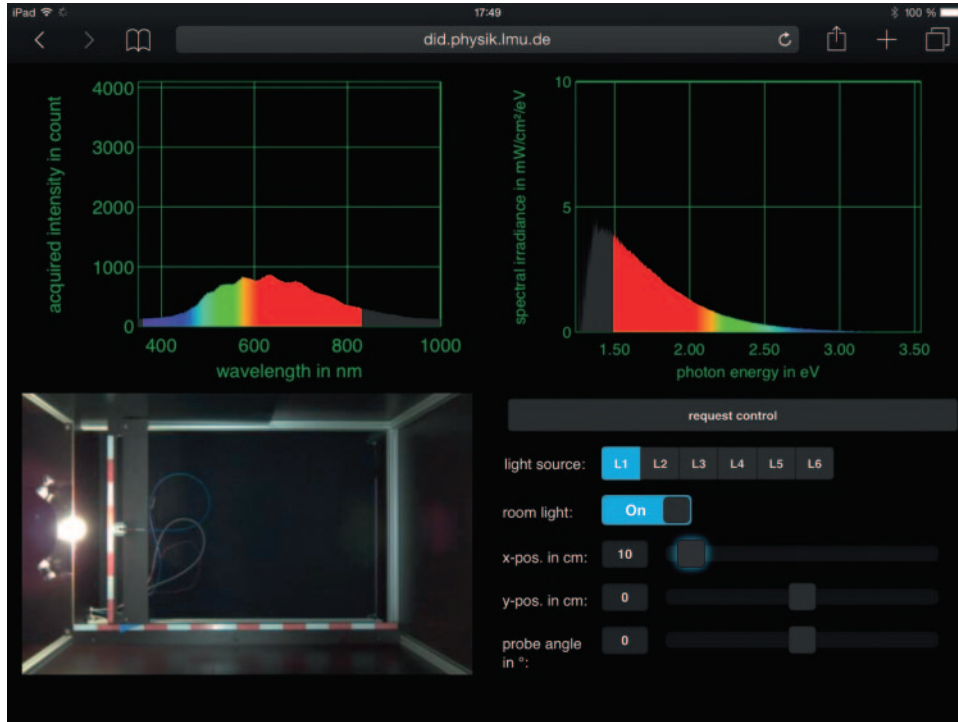 iPad 17:49 100 %
did.physik.lmu.de
acquired intensity in count
4000
3000
2000
1000
0
400 600 800 1000
wavelength in nm
spectral irradiance in mW/cm²/eV
10
5
0
1.50 2.00 2.50 3.00 3.50
photon energy in eV
request control
light source: L1 L2 L3 L4 L5 L6
room light: On
x-pos. in cm: 10
y-pos. in cm: 0
probe angle 0
in °: